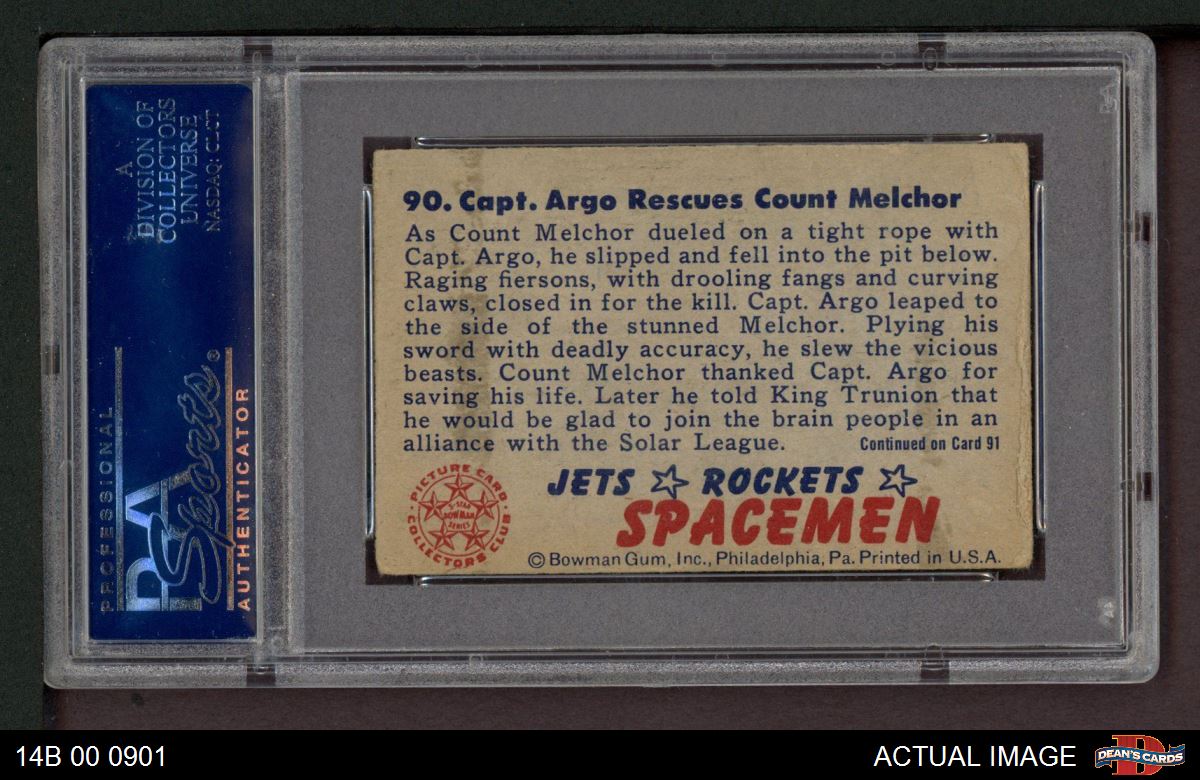 A
DIVISION OF
COLLECTORS
UNIVERSE
NASDAQ: CLCT
PROFESSIONAL
PSA
Sports®
AUTHENTICATOR
90. Capt. Argo Rescues Count Melchor
As Count Melchor dueled on a tight rope with
Capt. Argo, he slipped and fell into the pit below.
Raging fiersons, with drooling fangs and curving
claws, closed in for the kill. Capt. Argo leaped to
the side of the stunned Melchor. Plying his
sword with deadly accuracy, he slew the vicious
beasts. Count Melchor thanked Capt. Argo for
saving his life. Later he told King Trunion that
he would be glad to join the brain people in an
alliance with the Solar League. Continued on Card 91
JETS ☆ ROCKETS ☆
SPACEMEN
PICTURE CARD
5-STAR
BOWMAN
SERIES
COLLECTORS CLUB
© Bowman Gum, Inc., Philadelphia, Pa. Printed in U.S.A.
14B 00 0901
ACTUAL IMAGE
DEAN'S CARDS